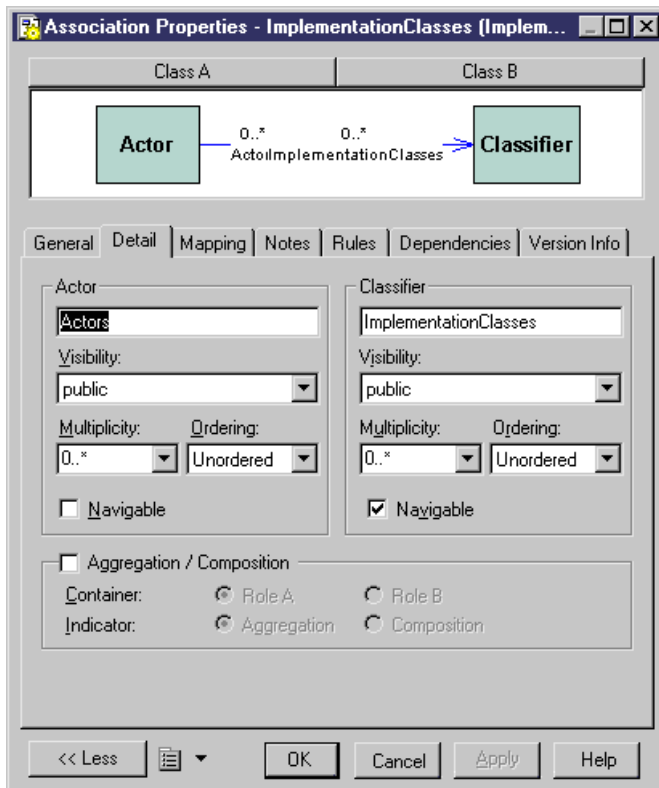 Association Properties - ImplementationClasses (Implem...
Class A Class B
0..* 0..*
Actor Classifier
ImplementationClasses
General Detail Mapping Notes Rules Dependencies Version Info
Actor Classifier
Actors ImplementationClasses
Visibility: Visibility:
public public
Multiplicity: Ordering: Multiplicity: Ordering:
0..* Unordered 0..* Unordered
Navigable Navigable
Aggregation / Composition
Container: Role A Role B
Indicator: Aggregation Composition
<< Less OK Cancel Apply Help